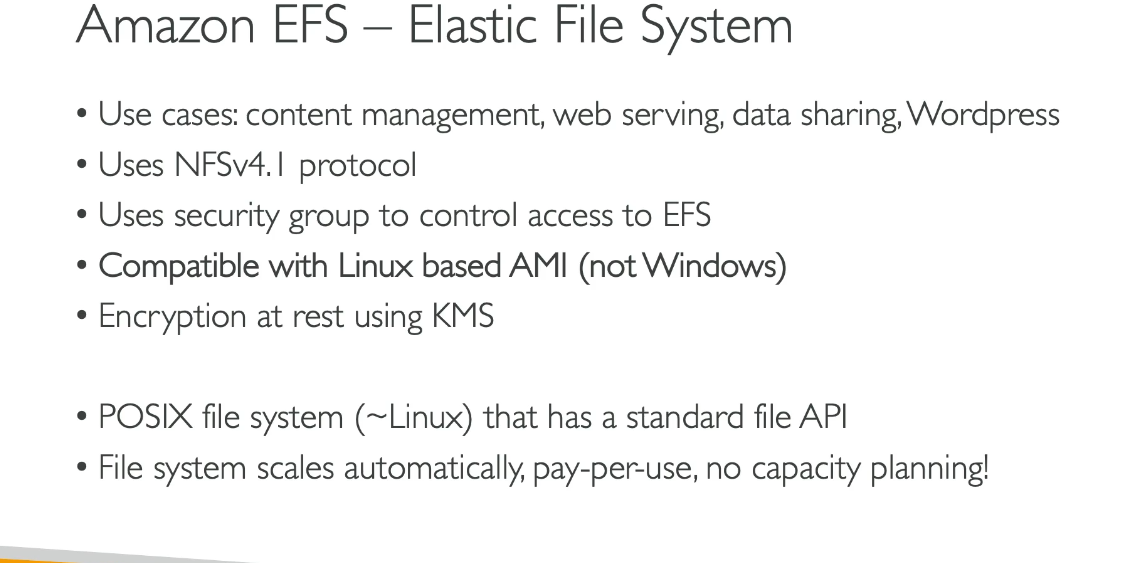 Amazon EFS – Elastic File System
• Use cases: content management, web serving, data sharing, Wordpress
• Uses NFSv4.1 protocol
• Uses security group to control access to EFS
• Compatible with Linux based AMI (not Windows)
• Encryption at rest using KMS
• POSIX file system (~Linux) that has a standard file API
• File system scales automatically, pay-per-use, no capacity planning!